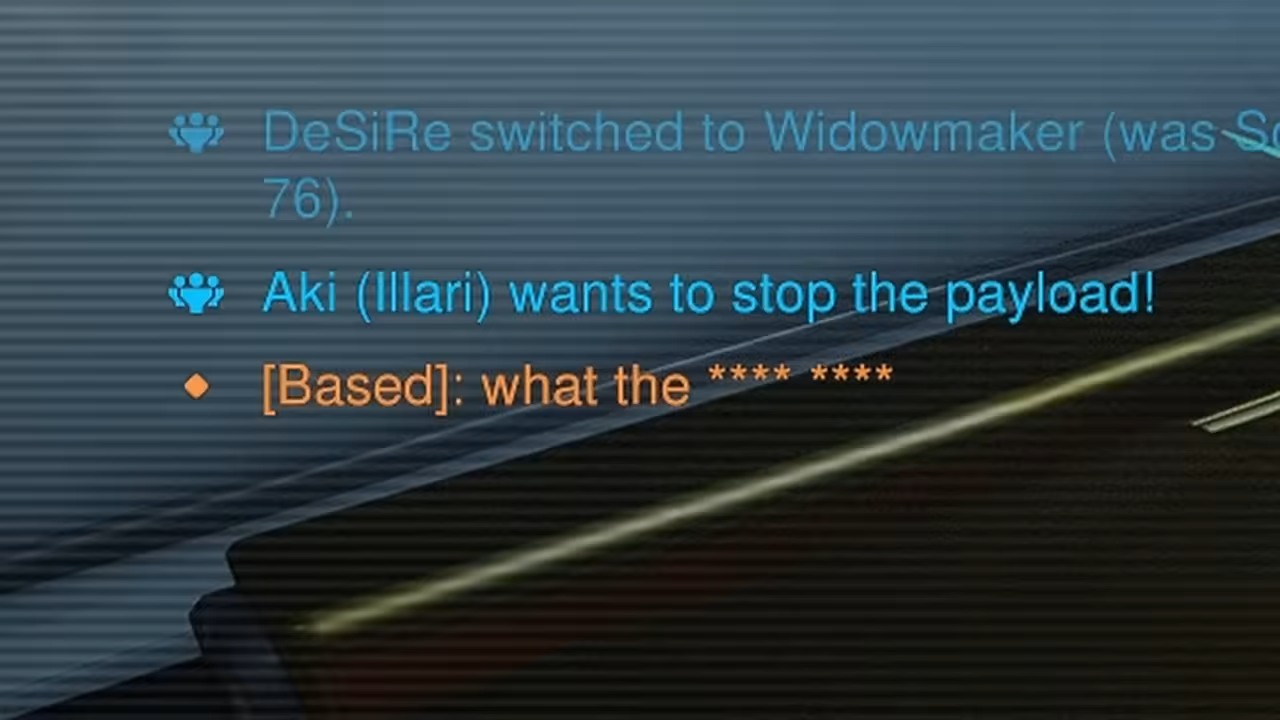 DeSiRe switched to Widowmaker (was
76).
Aki (Illari) wants to stop the payload!
[Based]: what the **** ****